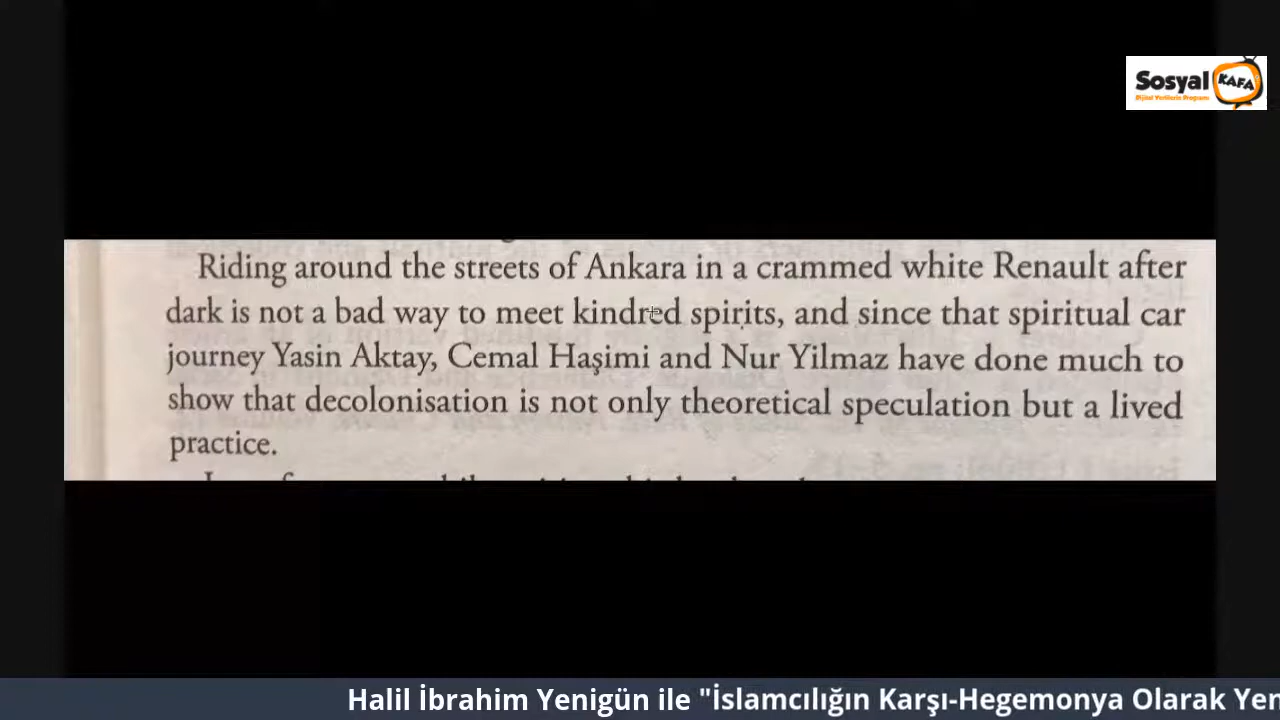 Sosyal KAFA
Riding around the streets of Ankara in a crammed white Renault after
dark is not a bad way to meet kindred spirits, and since that spiritual car
journey Yasin Aktay, Cemal Haşimi and Nur Yilmaz have done much to
show that decolonisation is not only theoretical speculation but a lived
practice.
Halil İbrahim Yenigün ile "İslamcılığın Karşı-Hegemonya Olarak Yen